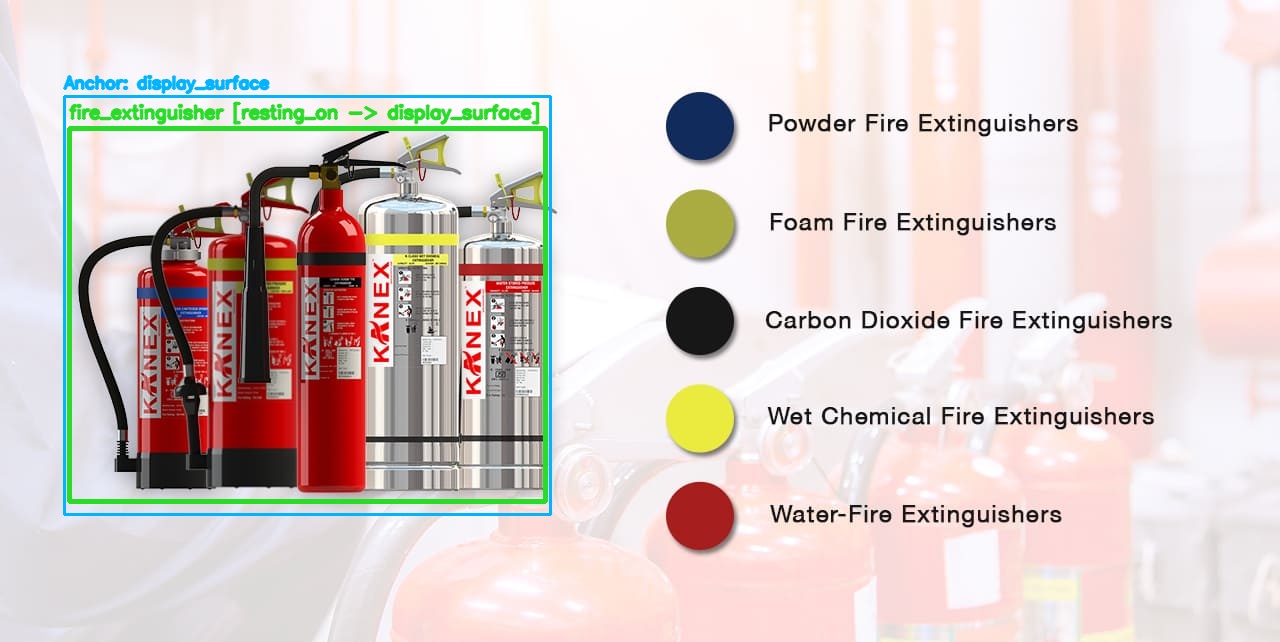 Anchor: display_surface
fire_extinguisher [resting_on -> display_surface]
KANEX
KANEX
KANEX
KANEX
KANEX
Powder Fire Extinguishers
Foam Fire Extinguishers
Carbon Dioxide Fire Extinguishers
Wet Chemical Fire Extinguishers
Water-Fire Extinguishers